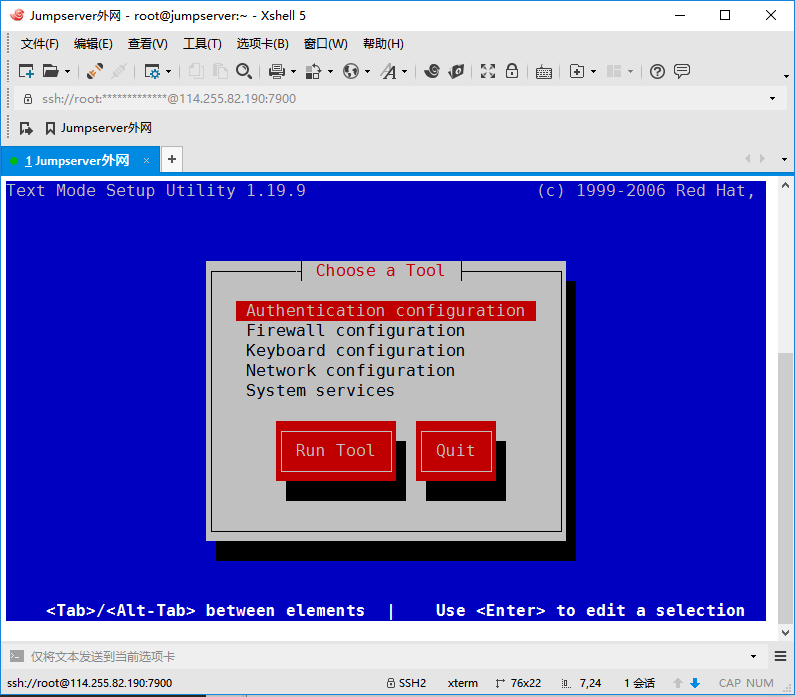 Jumpserver外网 - root@jumpserver:~ - Xshell 5
文件(F) 编辑(E) 查看(V) 工具(T) 选项卡(B) 窗口(W) 帮助(H)
ssh://root:*************@114.255.82.190:7900
Jumpserver外网
1 Jumpserver外网 × +
Text Mode Setup Utility 1.19.9 (c) 1999-2006 Red Hat,
Choose a Tool
Authentication configuration
Firewall configuration
Keyboard configuration
Network configuration
System services
Run Tool Quit
<Tab>/<Alt-Tab> between elements | Use <Enter> to edit a selection
仅将文本发送到当前选项卡
ssh://root@114.255.82.190:7900 SSH2 xterm 76x22 7,24 1 会话 CAP NUM